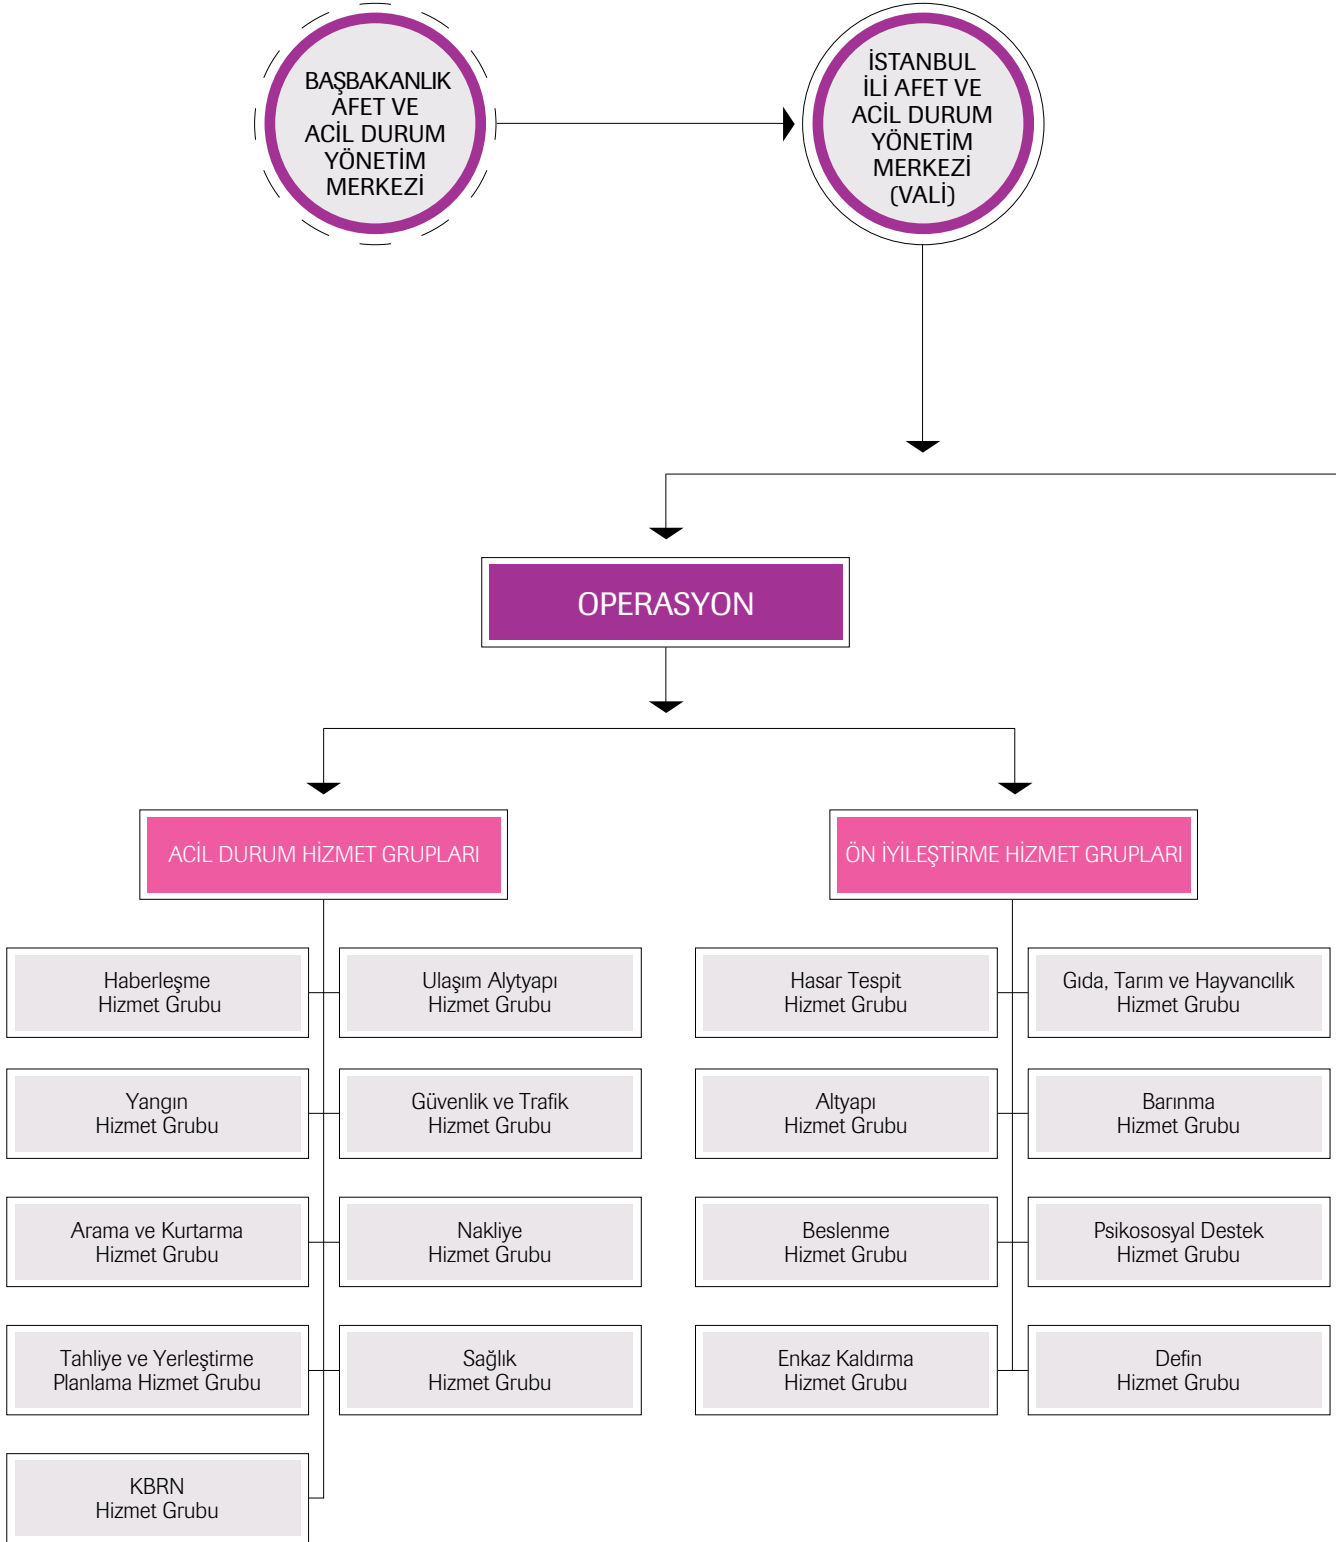 BAŞBAKANLIK
AFET VE
ACİL DURUM
YÖNETİM
MERKEZİ
İSTANBUL
İLİ AFET VE
ACİL DURUM
YÖNETİM
MERKEZİ
(VALİ)
OPERASYON
ACİL DURUM HİZMET GRUPLARI
ÖN İYİLEŞTİRME HİZMET GRUPLARI
Haberleşme
Hizmet Grubu
Ulaşım Alytyapı
Hizmet Grubu
Hasar Tespit
Hizmet Grubu
Gıda, Tarım ve Hayvancılık
Hizmet Grubu
Yangın
Hizmet Grubu
Güvenlik ve Trafik
Hizmet Grubu
Altyapı
Hizmet Grubu
Barınma
Hizmet Grubu
Arama ve Kurtarma
Hizmet Grubu
Nakliye
Hizmet Grubu
Beslenme
Hizmet Grubu
Psikososyal Destek
Hizmet Grubu
Tahliye ve Yerleştirme
Planlama Hizmet Grubu
Sağlık
Hizmet Grubu
Enkaz Kaldırma
Hizmet Grubu
Defin
Hizmet Grubu
KBRN
Hizmet Grubu